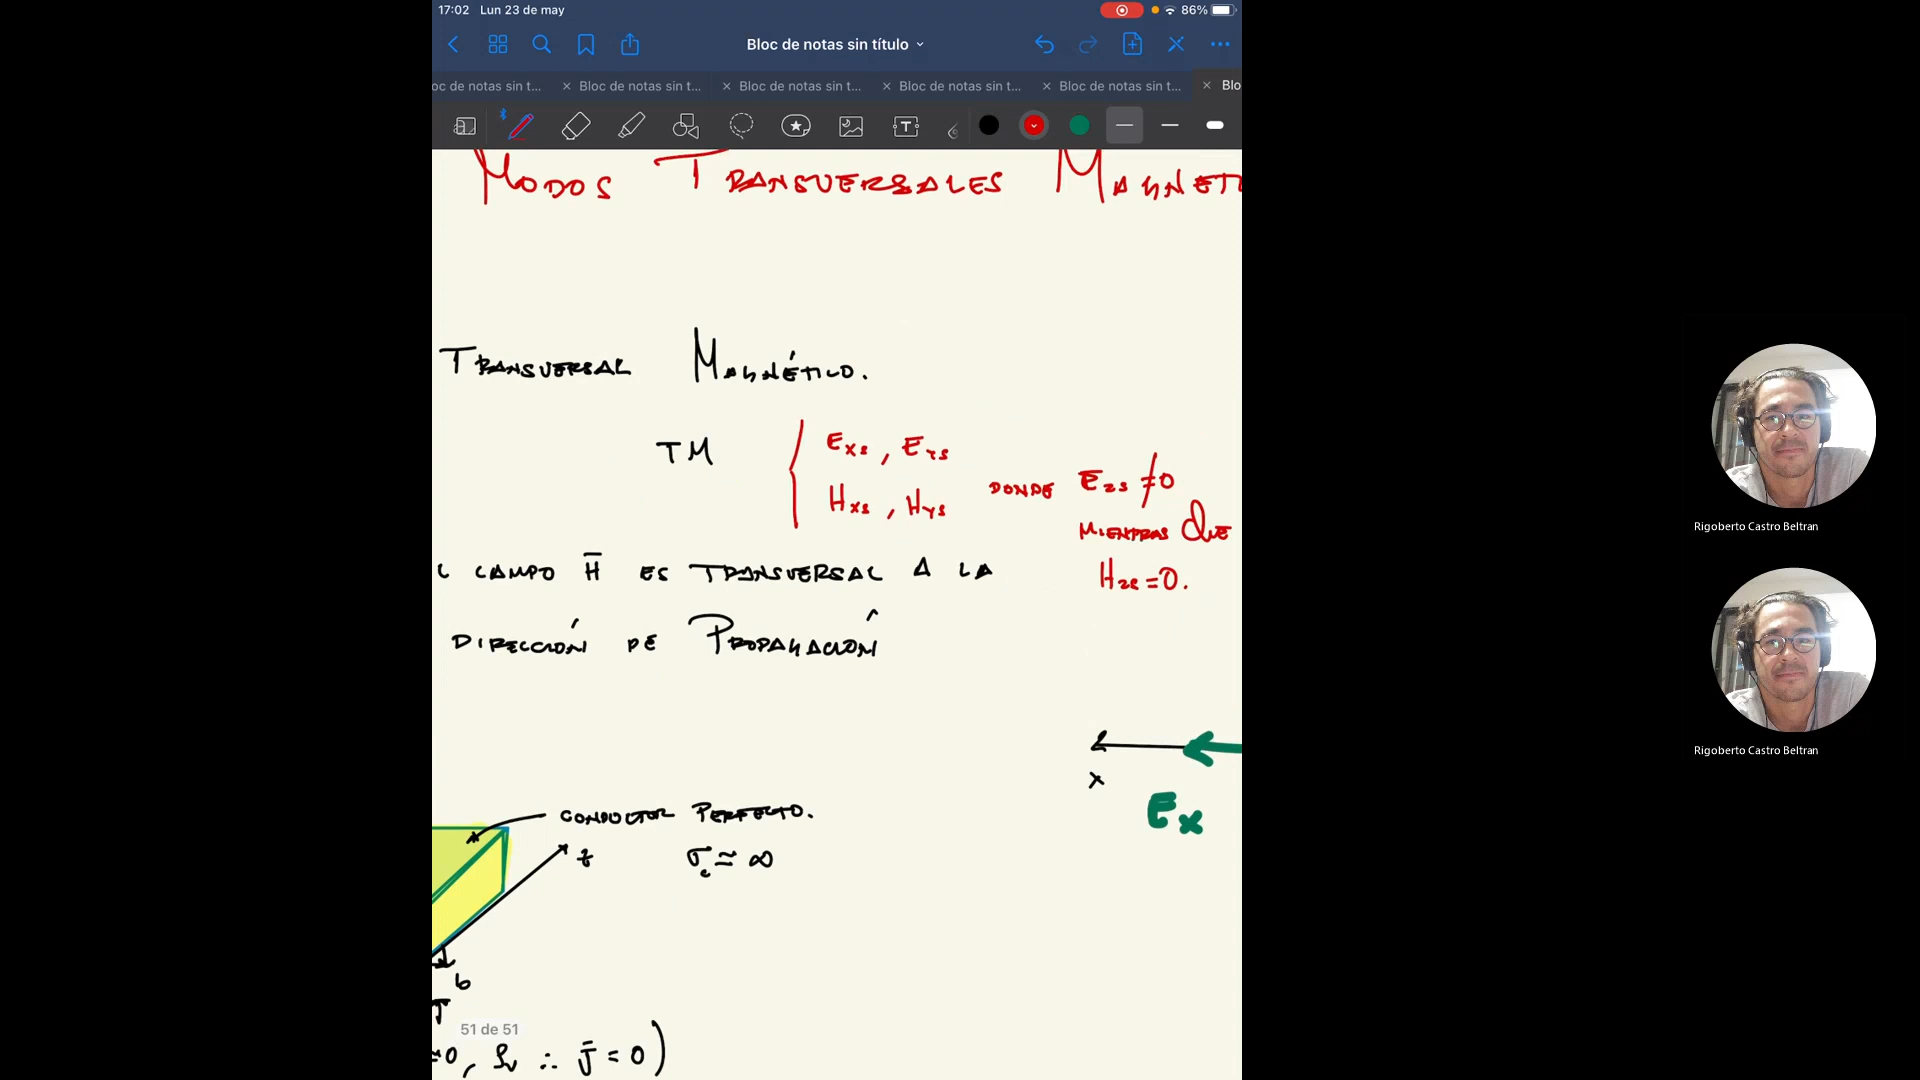 17:02 Lun 23 de may 86%
Bloc de notas sin título
oc de notas sin t... Bloc de notas sin t... Bloc de notas sin t... Bloc de notas sin t... Bloc de notas sin t... Blo
MODOS TRANSVERSALES MAGNETI
TRANSVERSAL MAGNÉTICO.
TM { Exs, Eys
Hxs, Hys
DONDE Ezs ≠ 0
MIENTRAS QUE
Hzs = 0.
L CAMPO H̄ ES TRANSVERSAL A LA
DIRECCIÓN DE PROPAGACIÓN
x
Ex
CONDUCTOR PERFECTO.
z σc ≈ ∞
b
51 de 51
≈0, ∴ J̄ = 0)
Rigoberto Castro Beltran
Rigoberto Castro Beltran